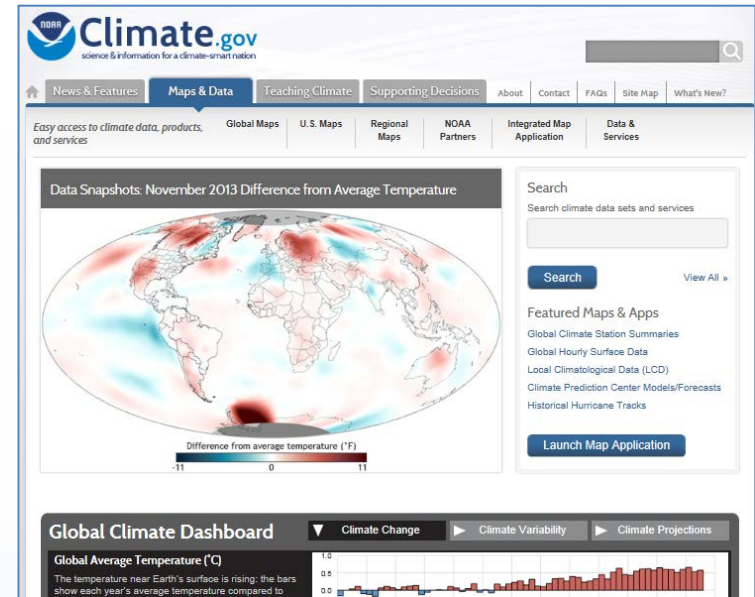 NOAA
Climate.gov
science & information for a climate-smart nation
News & Features
Maps & Data
Teaching Climate
Supporting Decisions
About
Contact
FAQs
Site Map
What's New?
Easy access to climate data, products,
and services
Global Maps
U.S. Maps
Regional
Maps
NOAA
Partners
Integrated Map
Application
Data &
Services
Data Snapshots: November 2013 Difference from Average Temperature
Difference from average temperature (°F)
-11 0 11
Search
Search climate data sets and services
Search
View All »
Featured Maps & Apps
Global Climate Station Summaries
Global Hourly Surface Data
Local Climatological Data (LCD)
Climate Prediction Center Models/Forecasts
Historical Hurricane Tracks
Launch Map Application
Global Climate Dashboard
Climate Change
Climate Variability
Climate Projections
Global Average Temperature (°C)
The temperature near Earth's surface is rising: the bars
show each year's average temperature compared to
1.0
0.5
0.0